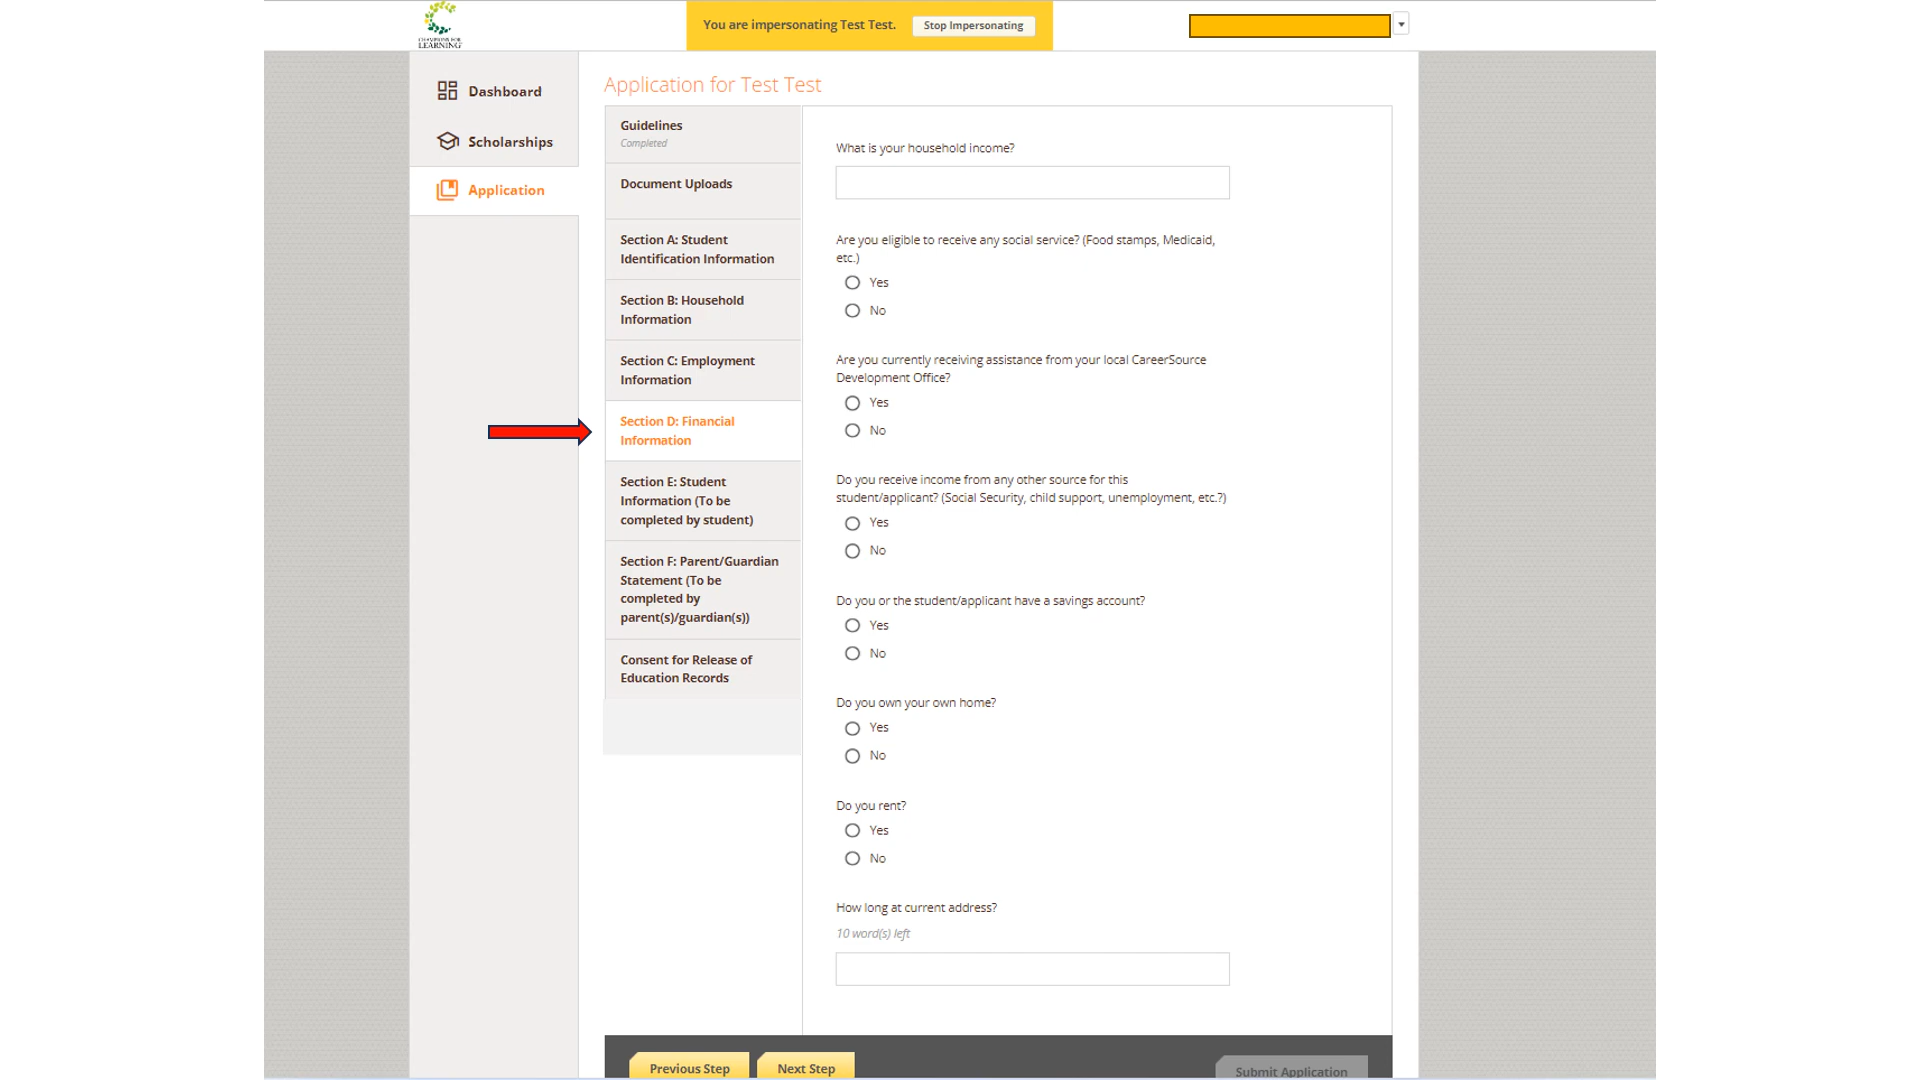 CHAMPIONS FOR
LEARNING
You are impersonating Test Test.
Stop Impersonating
Dashboard
Scholarships
Application
Application for Test Test
Guidelines
Completed
Document Uploads
Section A: Student
Identification Information
Section B: Household
Information
Section C: Employment
Information
Section D: Financial
Information
Section E: Student
Information (To be
completed by student)
Section F: Parent/Guardian
Statement (To be
completed by
parent(s)/guardian(s))
Consent for Release of
Education Records
What is your household income?
Are you eligible to receive any social service? (Food stamps, Medicaid,
etc.)
Yes
No
Are you currently receiving assistance from your local CareerSource
Development Office?
Yes
No
Do you receive income from any other source for this
student/applicant? (Social Security, child support, unemployment, etc.?)
Yes
No
Do you or the student/applicant have a savings account?
Yes
No
Do you own your own home?
Yes
No
Do you rent?
Yes
No
How long at current address?
10 word(s) left
Previous Step
Next Step
Submit Application